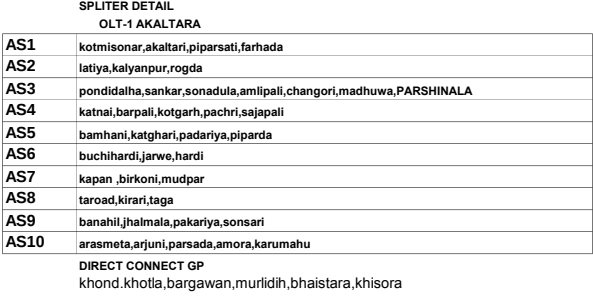 SPLITER DETAIL
OLT-1 AKALTARA
AS1 kotmisonar,akaltari,piparsati,farhada
AS2 latiya,kalyanpur,rogda
AS3 pondidalha,sankar,sonadula,amlipali,changori,madhuwa,PARSHINALA
AS4 katnai,barpali,kotgarh,pachri,sajapali
AS5 bamhani,katghari,padariya,piparda
AS6 buchihardi,jarwe,hardi
AS7 kapan ,birkoni,mudpar
AS8 taroad,kirari,taga
AS9 banahil,jhalmala,pakariya,sonsari
AS10 arasmeta,arjuni,parsada,amora,karumahu
DIRECT CONNECT GP
khond.khotla,bargawan,murlidih,bhaistara,khisora